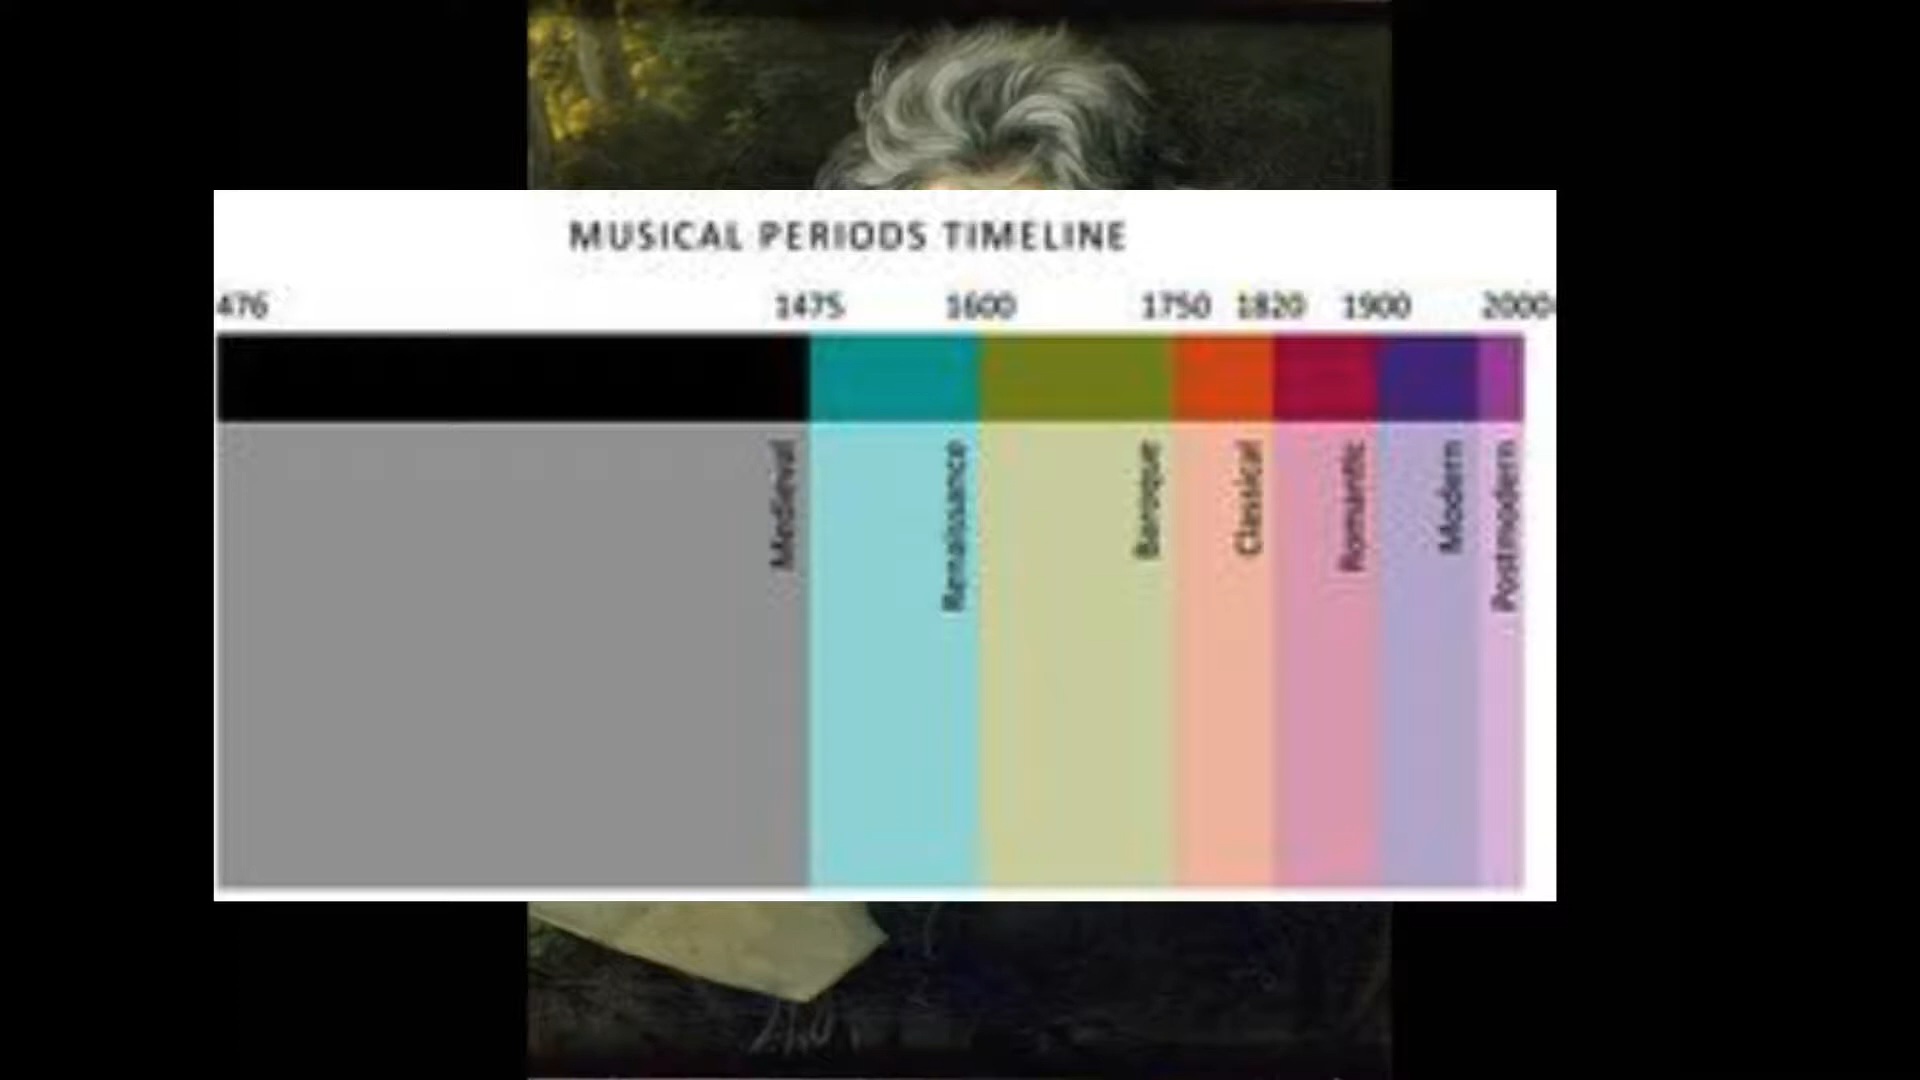 MUSICAL PERIODS TIMELINE
476 1475 1600 1750 1820 1900 2000
Medieval
Renaissance
Baroque
Classical
Romantic
Modern
Postmodern